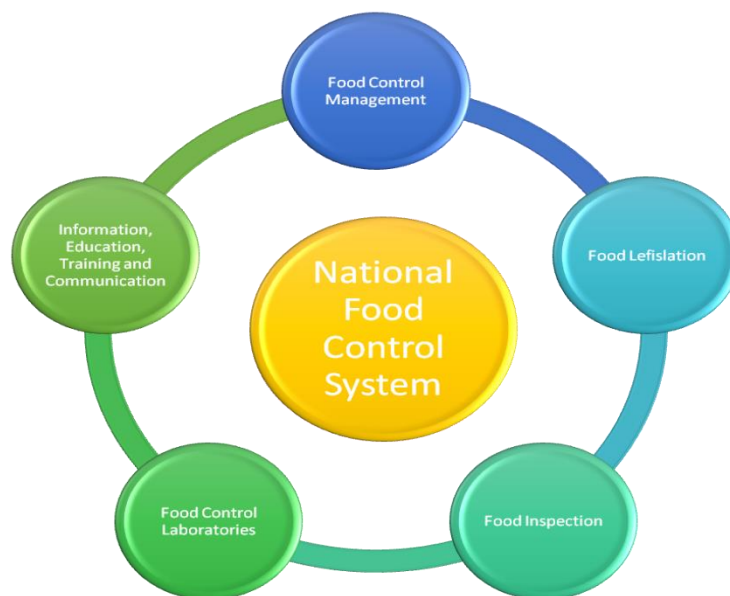 Food Control
Management
Food Lefislation
Food Inspection
Food Control
Laboratories
Information,
Education,
Training and
Communication
National
Food
Control
System